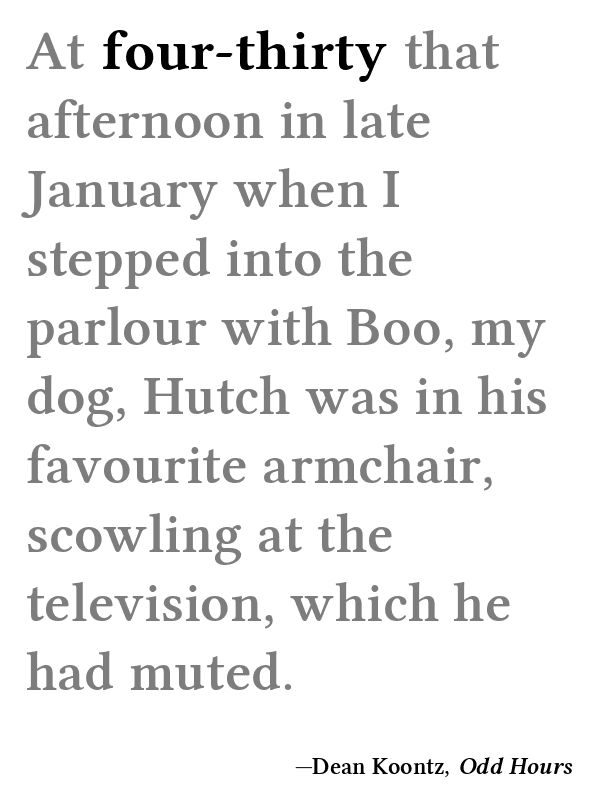 At four-thirty that
afternoon in late
January when I
stepped into the
parlour with Boo, my
dog, Hutch was in his
favourite armchair,
scowling at the
television, which he
had muted.
—Dean Koontz, Odd Hours